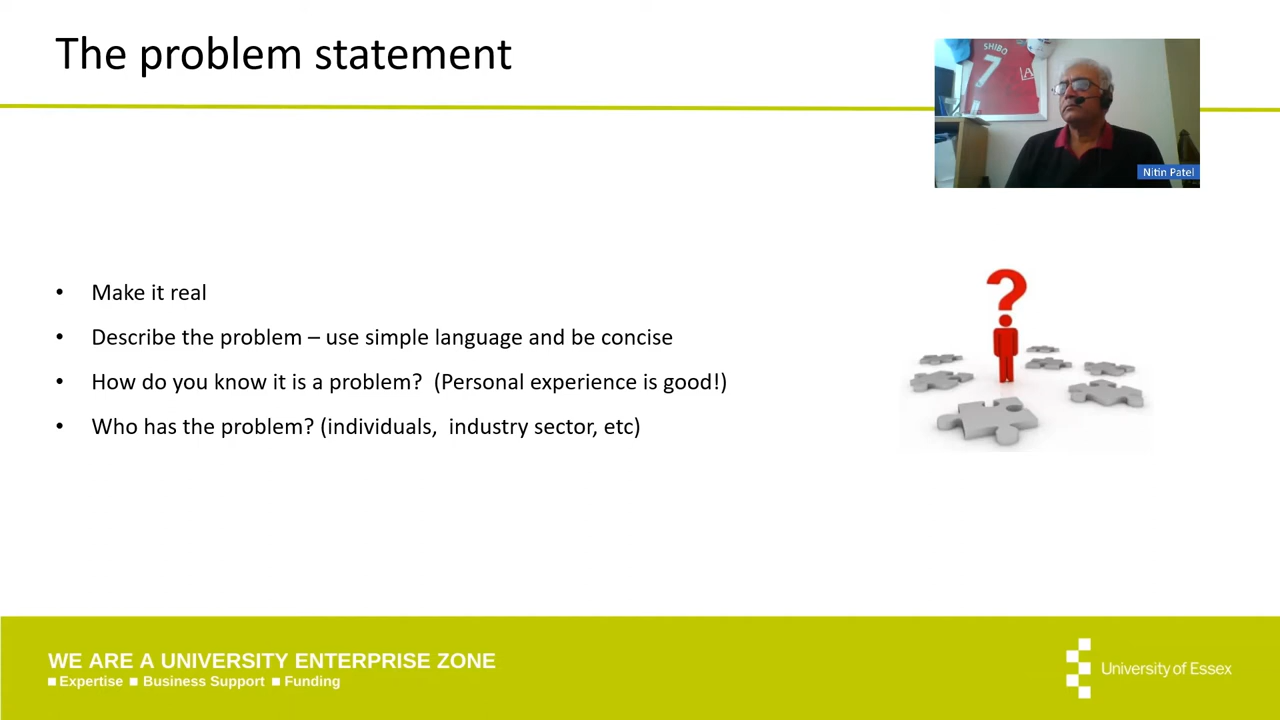 The problem statement
SHIBO
7
Nitin Patel
• Make it real
• Describe the problem – use simple language and be concise
• How do you know it is a problem?  (Personal experience is good!)
• Who has the problem? (individuals,  industry sector, etc)
?
WE ARE A UNIVERSITY ENTERPRISE ZONE
■ Expertise ■ Business Support ■ Funding
University of Essex